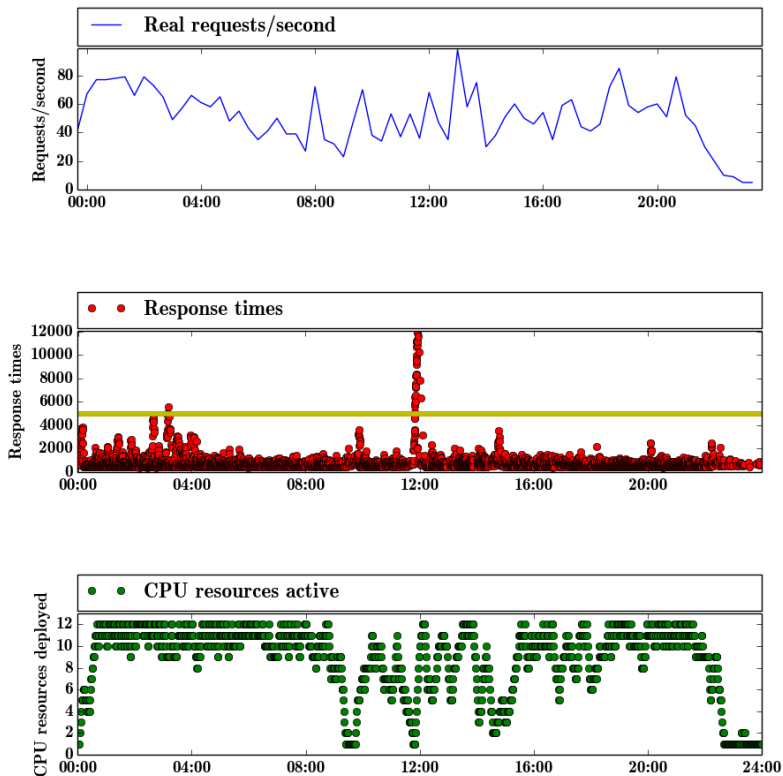 Real requests/second
Requests/second
80
60
40
20
0
00:00 04:00 08:00 12:00 16:00 20:00
Response times
Response times
12000
10000
8000
6000
4000
2000
0
00:00 04:00 08:00 12:00 16:00 20:00
CPU resources active
CPU resources deployed
12
10
8
6
4
2
0
00:00 04:00 08:00 12:00 16:00 20:00 24:00